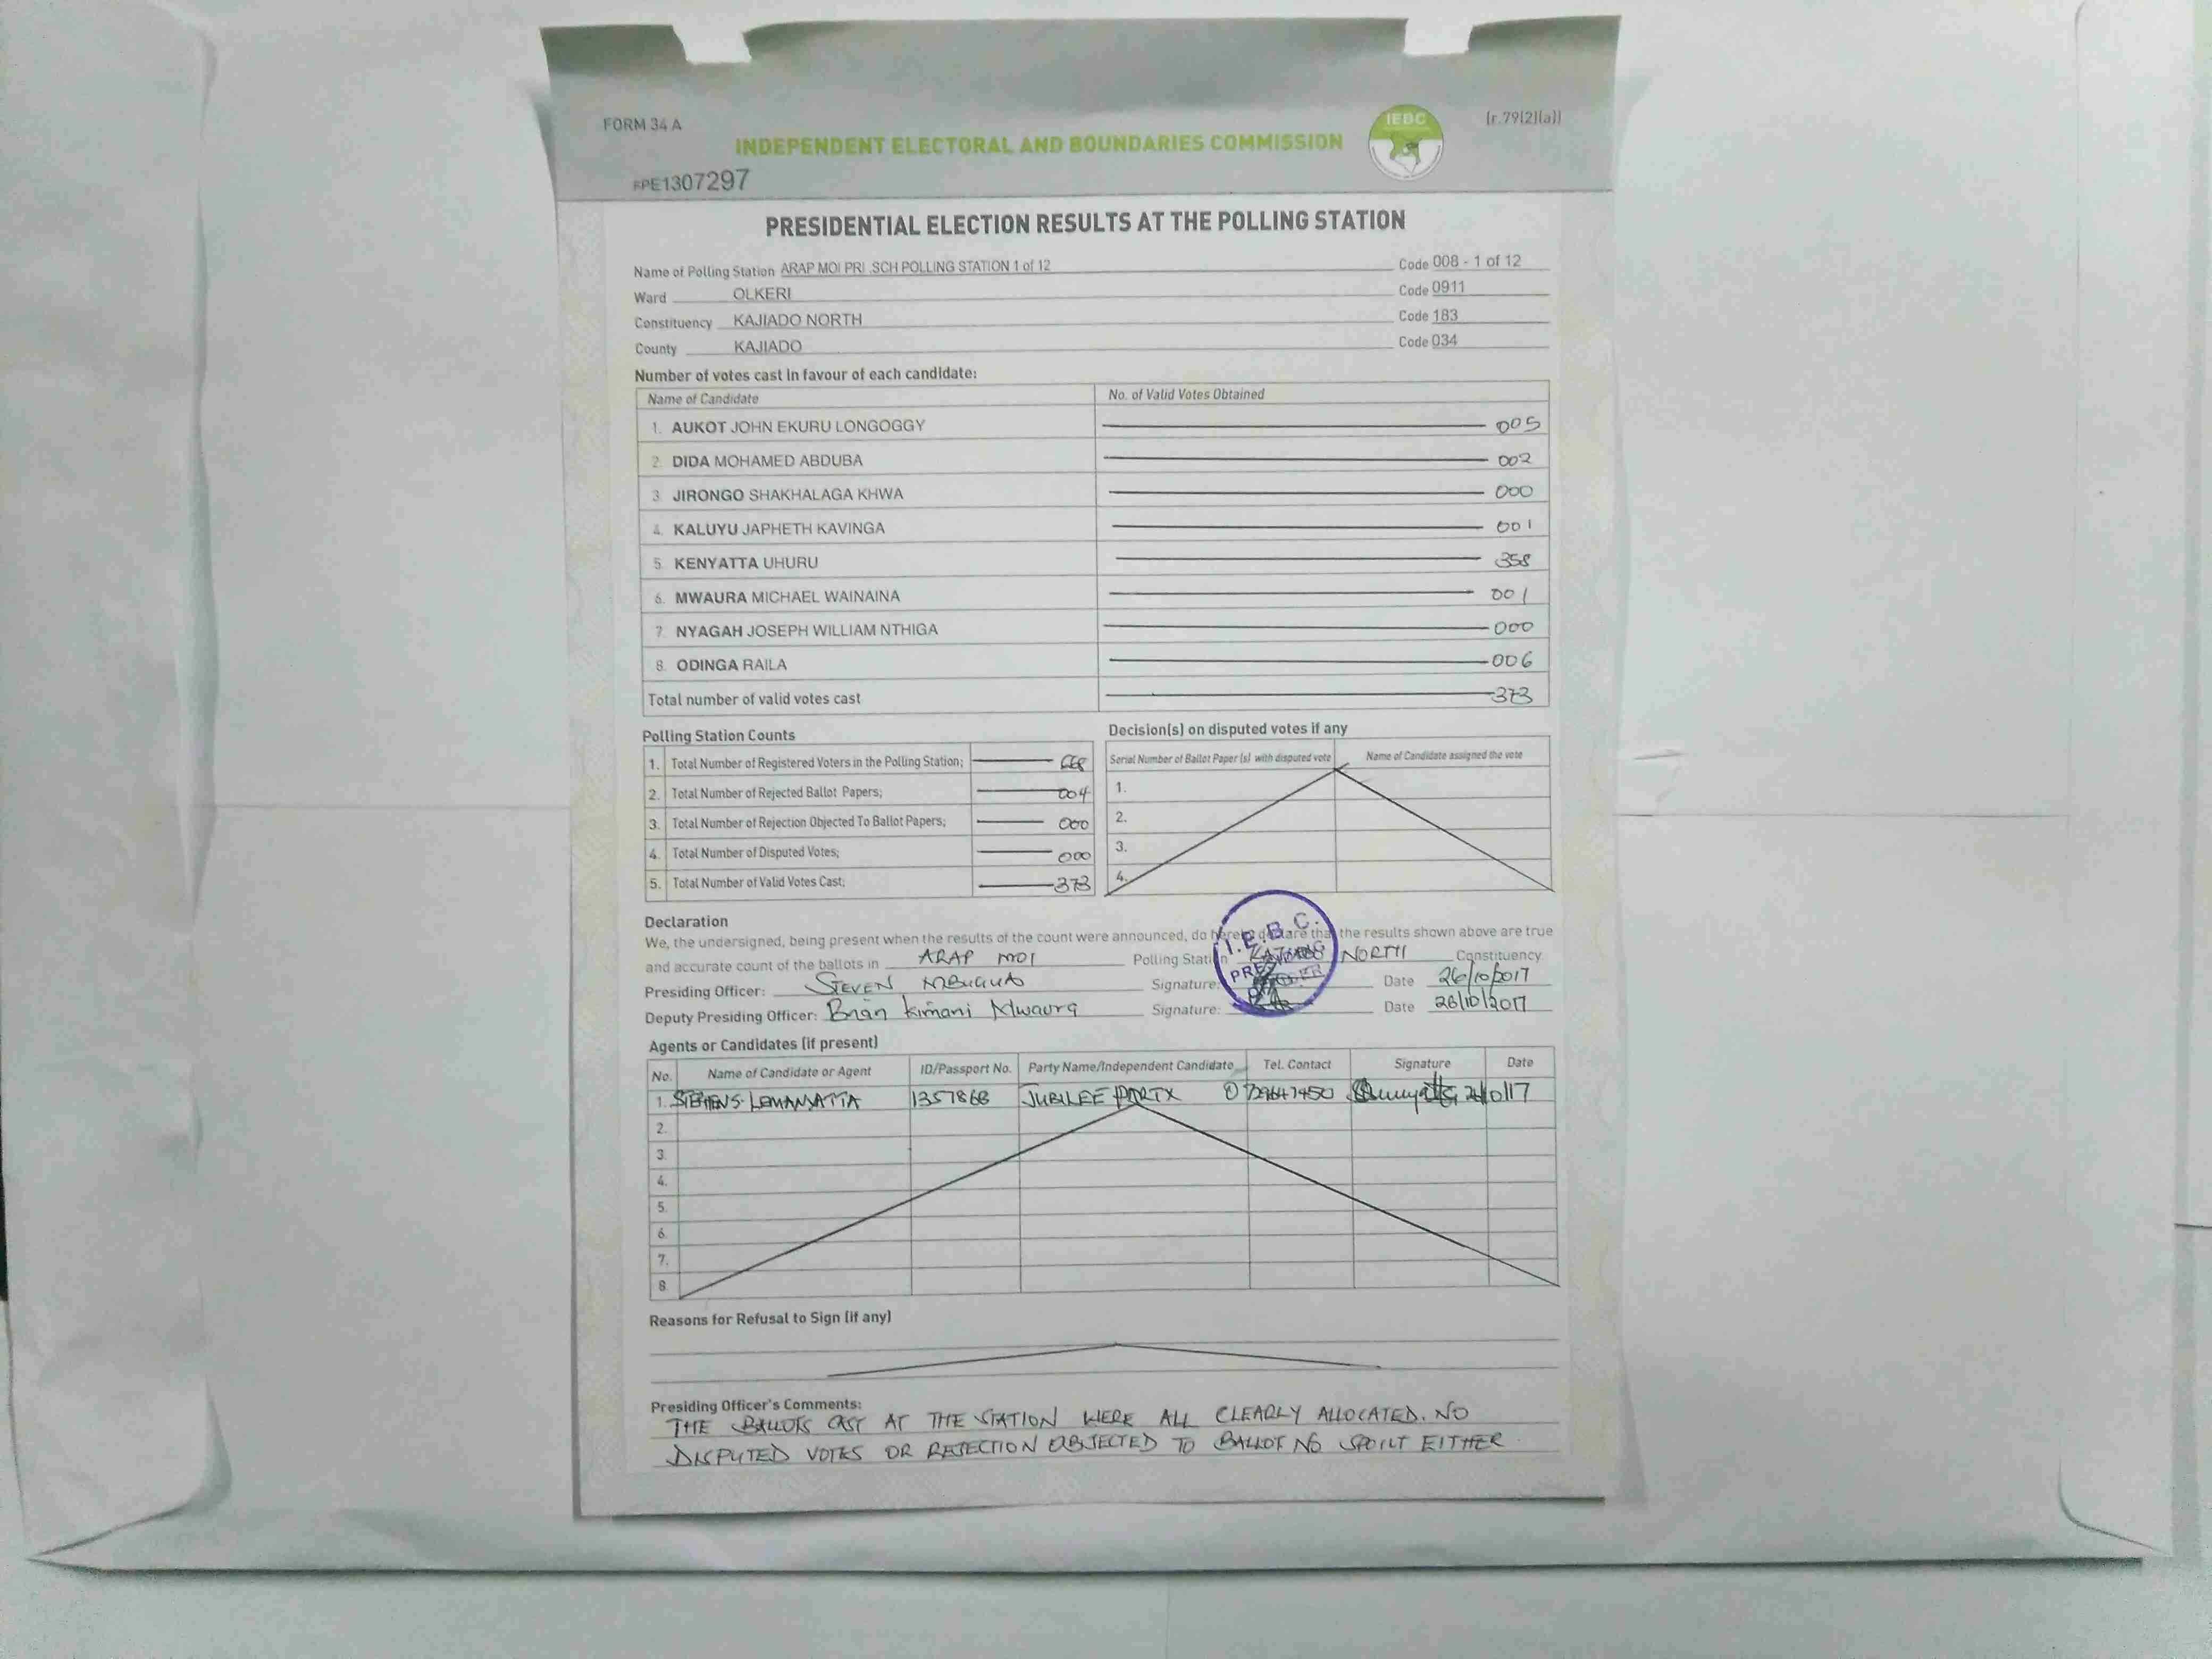 FORM 34 A
IEBC
(r.79(2)(a))
INDEPENDENT ELECTORAL AND BOUNDARIES COMMISSION
FPE1307297
PRESIDENTIAL ELECTION RESULTS AT THE POLLING STATION
Name of Polling Station ARAP MOI PRI .SCH POLLING STATION 1 of 12 Code 008 - 1 of 12
Ward OLKERI Code 0911
Constituency KAJIADO NORTH Code 183
County KAJIADO Code 034
Number of votes cast in favour of each candidate:
Name of Candidate No. of Valid Votes Obtained
1. AUKOT JOHN EKURU LONGOGGY 005
2. DIDA MOHAMED ABDUBA 002
3. JIRONGO SHAKHALAGA KHWA 000
4. KALUYU JAPHETH KAVINGA 001
5. KENYATTA UHURU 358
6. MWAURA MICHAEL WAINAINA 001
7. NYAGAH JOSEPH WILLIAM NTHIGA 000
8. ODINGA RAILA 006
Total number of valid votes cast 373
Polling Station Counts
1. Total Number of Registered Voters in the Polling Station;
2. Total Number of Rejected Ballot Papers; 004
3. Total Number of Rejection Objected To Ballot Papers; 000
4. Total Number of Disputed Votes; 000
5. Total Number of Valid Votes Cast; 373
Decision(s) on disputed votes if any
Serial Number of Ballot Paper (s) with disputed vote Name of Candidate assigned the vote
1.
2.
3.
4.
Declaration
We, the undersigned, being present when the results of the count were announced, do hereby declare that the results shown above are true
and accurate count of the ballots in ARAP MOI Polling Station KAJIADO NORTH Constituency
Presiding Officer: STEVEN MBUGUA Signature: Date 26/10/2017
Deputy Presiding Officer: Brian Kimani Mwaura Signature: Date 26/10/2017
I.E.B.C.
PRESIDING OFFICER
Agents or Candidates (if present)
No. Name of Candidate or Agent ID/Passport No. Party Name/Independent Candidate Tel. Contact Signature Date
1. 1357868 JUBILEE PARTY 26/10/17
2.
3.
4.
5.
6.
7.
8.
Reasons for Refusal to Sign (if any)
Presiding Officer's Comments:
THE BALLOTS CAST AT THE STATION WERE ALL CLEARLY ALLOCATED. NO
DISPUTED VOTES OR REJECTION OBJECTED TO BALLOT NO SPOILT EITHER